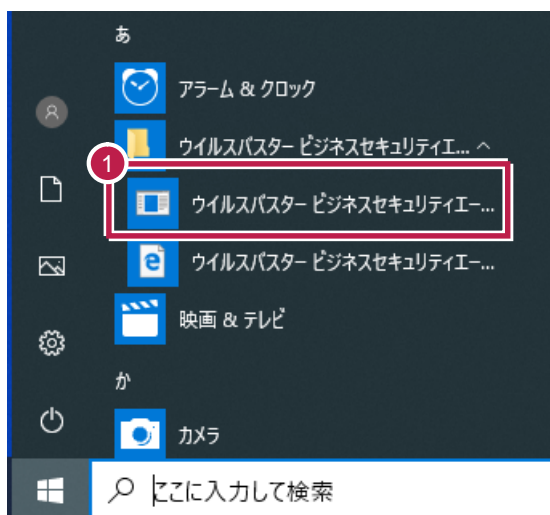 あ
アラーム & クロック
ウイルスバスター ビジネスセキュリティエ...
1
ウイルスバスター ビジネスセキュリティエー...
ウイルスバスター ビジネスセキュリティエー...
映画 & テレビ
か
カメラ
ここに入力して検索